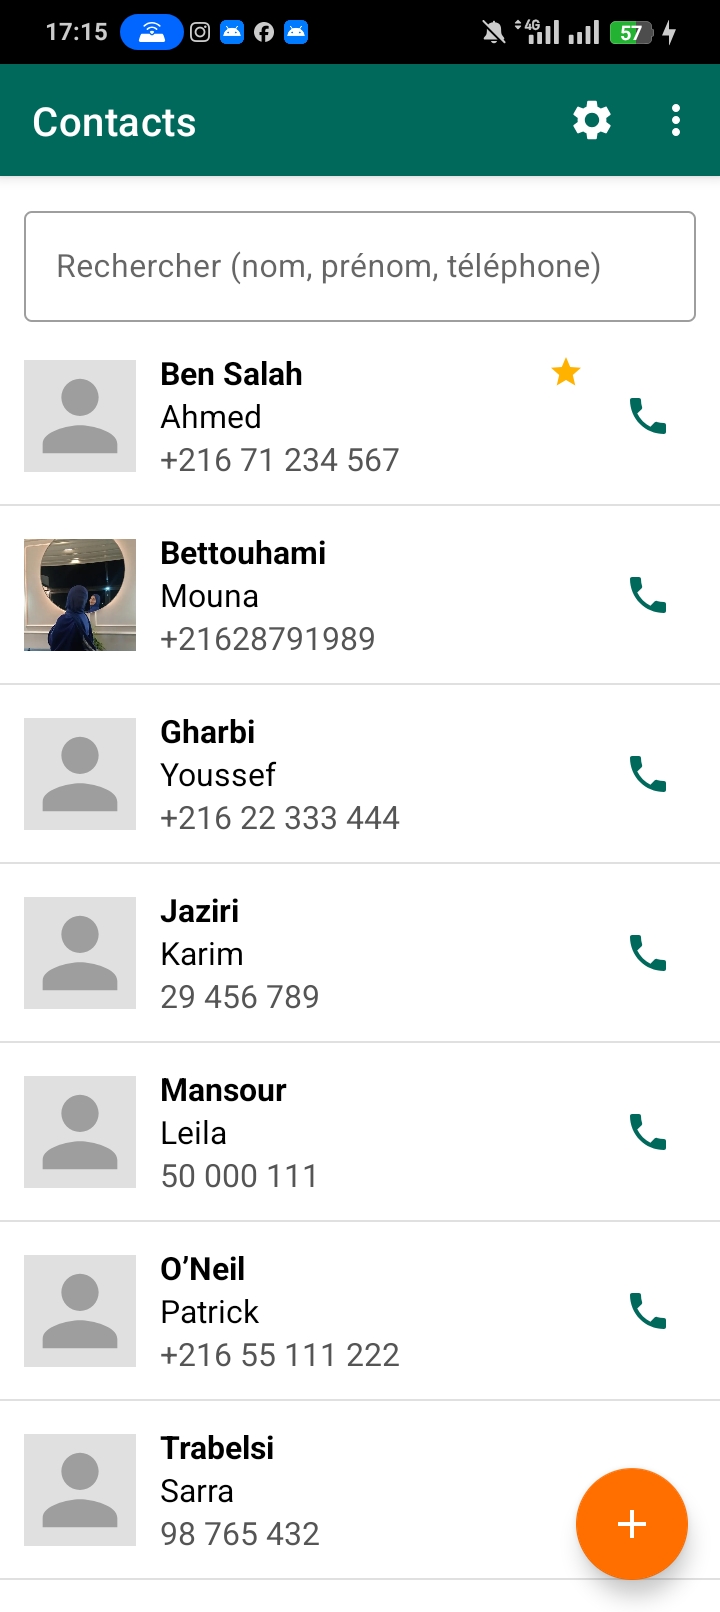 17:15
4G
57
Contacts
Rechercher (nom, prénom, téléphone)
Ben Salah
Ahmed
+216 71 234 567
Bettouhami
Mouna
+21628791989
Gharbi
Youssef
+216 22 333 444
Jaziri
Karim
29 456 789
Mansour
Leila
50 000 111
O’Neil
Patrick
+216 55 111 222
Trabelsi
Sarra
98 765 432